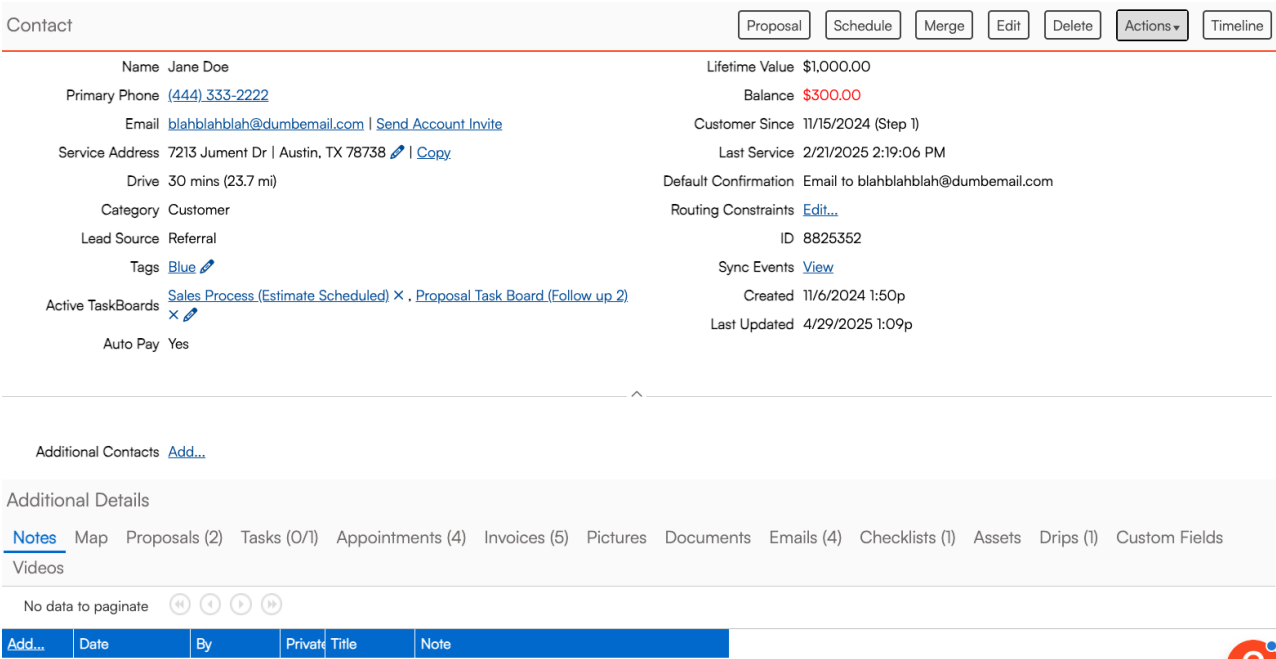 Contact Proposal Schedule Merge Edit Delete Actions▾ Timeline
Name Jane Doe
Primary Phone (444) 333-2222
Email blahblahblah@dumbemail.com | Send Account Invite
Service Address 7213 Jument Dr | Austin, TX 78738 | Copy
Drive 30 mins (23.7 mi)
Category Customer
Lead Source Referral
Tags Blue
Active TaskBoards Sales Process (Estimate Scheduled) ✕ , Proposal Task Board (Follow up 2)
✕
Auto Pay Yes
Lifetime Value $1,000.00
Balance $300.00
Customer Since 11/15/2024 (Step 1)
Last Service 2/21/2025 2:19:06 PM
Default Confirmation Email to blahblahblah@dumbemail.com
Routing Constraints Edit...
ID 8825352
Sync Events View
Created 11/6/2024 1:50p
Last Updated 4/29/2025 1:09p
Additional Contacts Add...
Additional Details
Notes Map Proposals (2) Tasks (0/1) Appointments (4) Invoices (5) Pictures Documents Emails (4) Checklists (1) Assets Drips (1) Custom Fields
Videos
No data to paginate
Add... Date By Private Title Note